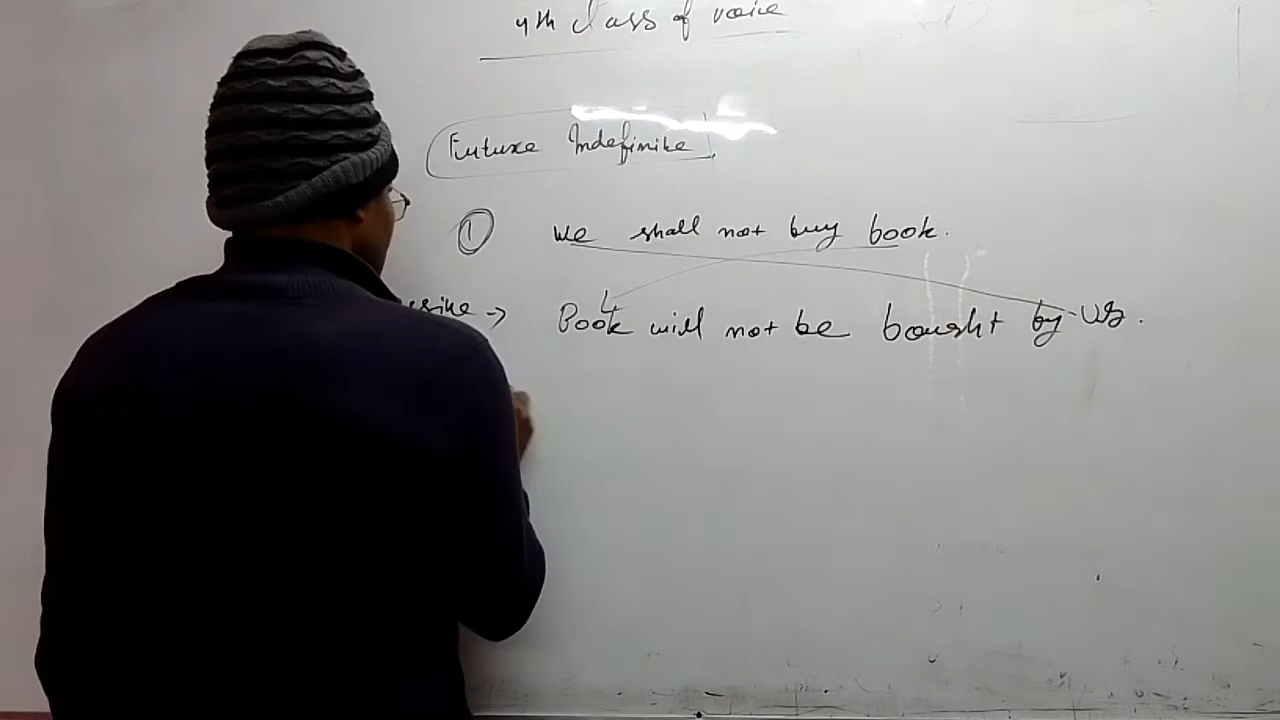 4th class of voice
Future Indefinite
1 We shall not buy book.
ssive → Book will not be bought by us.